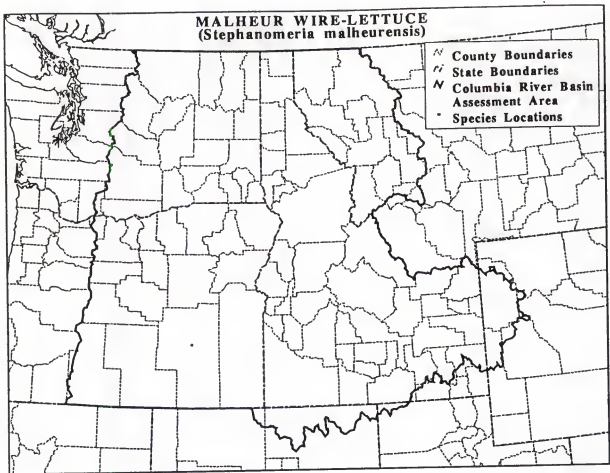 MALHEUR WIRE-LETTUCE
(Stephanomeria malheurensis)
County Boundaries
State Boundaries
Columbia River Basin
Assessment Area
Species Locations